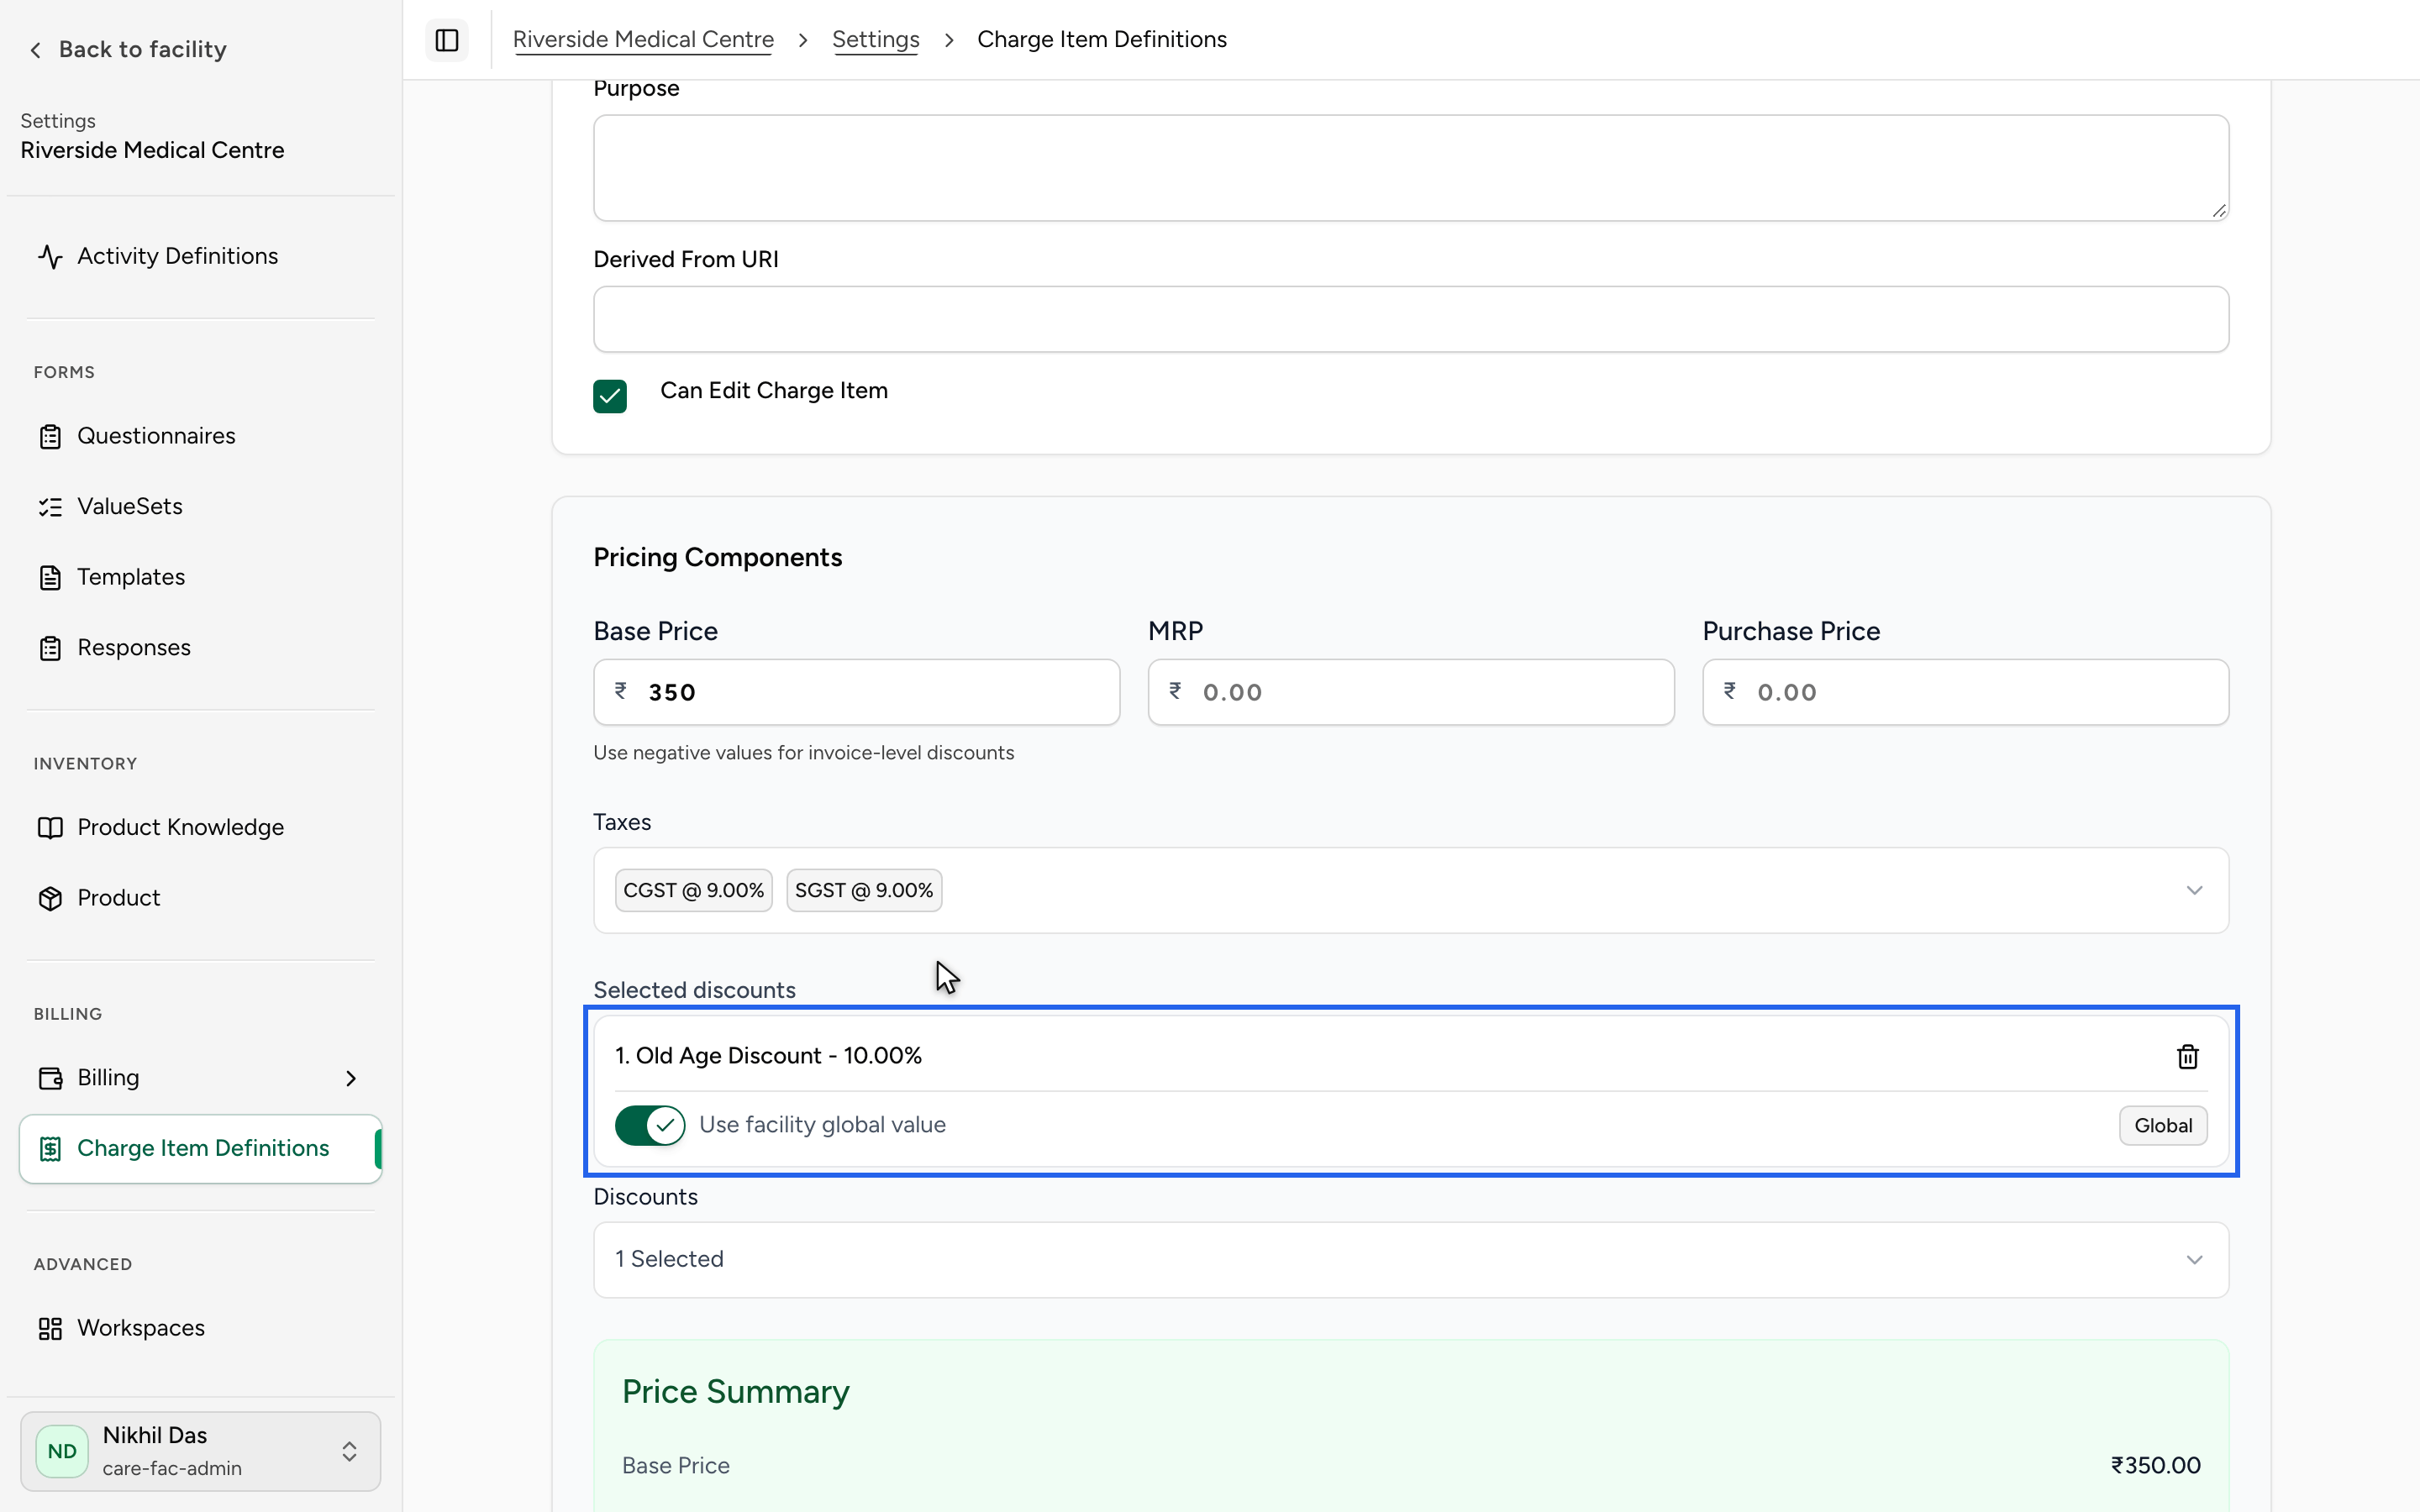 Back to facility
Settings
Riverside Medical Centre
Activity Definitions
FORMS
Questionnaires
ValueSets
Templates
Responses
INVENTORY
Product Knowledge
Product
BILLING
Billing
Charge Item Definitions
ADVANCED
Workspaces
ND
Nikhil Das
care-fac-admin
Riverside Medical Centre > Settings > Charge Item Definitions
Purpose
Derived From URI
Can Edit Charge Item
Pricing Components
Base Price MRP Purchase Price
₹ 350 ₹ 0.00 ₹ 0.00
Use negative values for invoice-level discounts
Taxes
CGST @ 9.00% SGST @ 9.00%
Selected discounts
1. Old Age Discount - 10.00%
Use facility global value Global
Discounts
1 Selected
Price Summary
Base Price ₹350.00